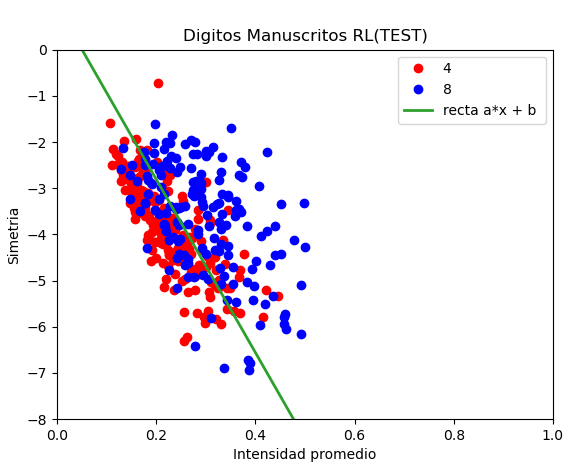 Digitos Manuscritos RL(TEST)
4
8
recta a*x + b
Simetria
0
−1
−2
−3
−4
−5
−6
−7
−8
0.0 0.2 0.4 0.6 0.8 1.0
Intensidad promedio